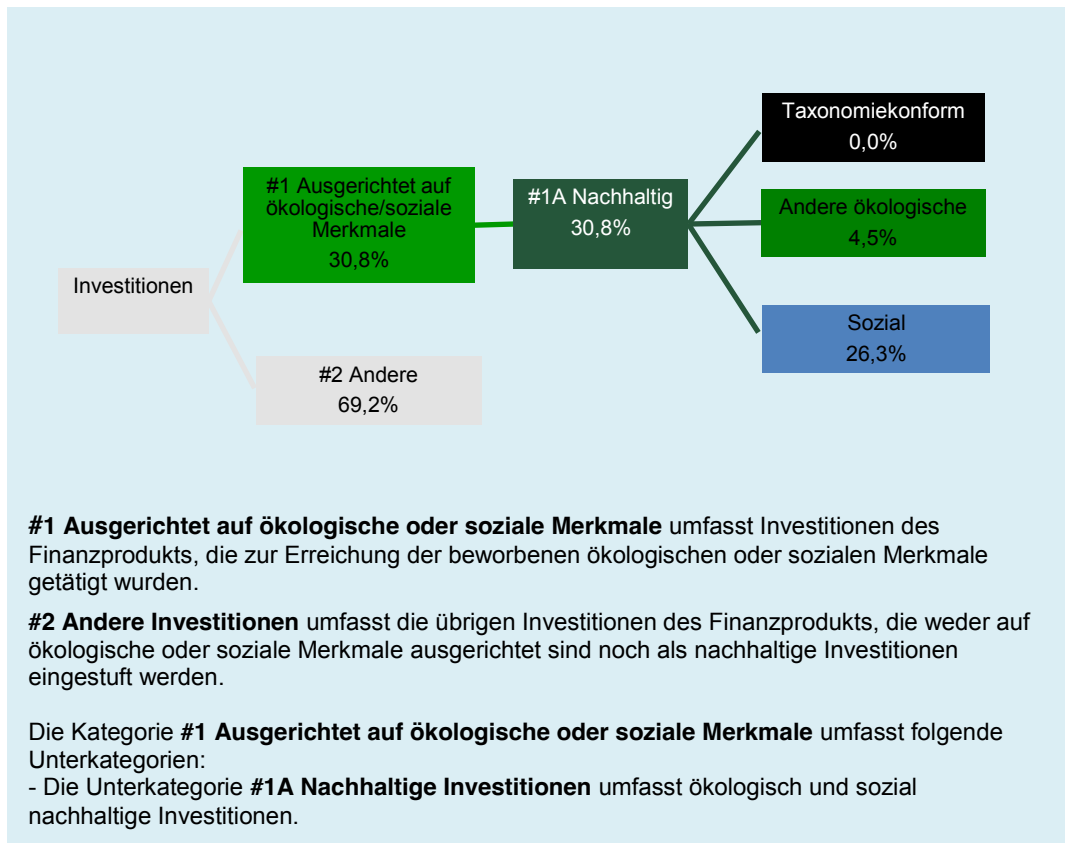 Investitionen
#1 Ausgerichtet auf
ökologische/soziale
Merkmale
30,8%
#2 Andere
69,2%
#1A Nachhaltig
30,8%
Taxonomiekonform
0,0%
Andere ökologische
4,5%
Sozial
26,3%
#1 Ausgerichtet auf ökologische oder soziale Merkmale umfasst Investitionen des
Finanzprodukts, die zur Erreichung der beworbenen ökologischen oder sozialen Merkmale
getätigt wurden.
#2 Andere Investitionen umfasst die übrigen Investitionen des Finanzprodukts, die weder auf
ökologische oder soziale Merkmale ausgerichtet sind noch als nachhaltige Investitionen
eingestuft werden.
Die Kategorie #1 Ausgerichtet auf ökologische oder soziale Merkmale umfasst folgende
Unterkategorien:
- Die Unterkategorie #1A Nachhaltige Investitionen umfasst ökologisch und sozial
nachhaltige Investitionen.